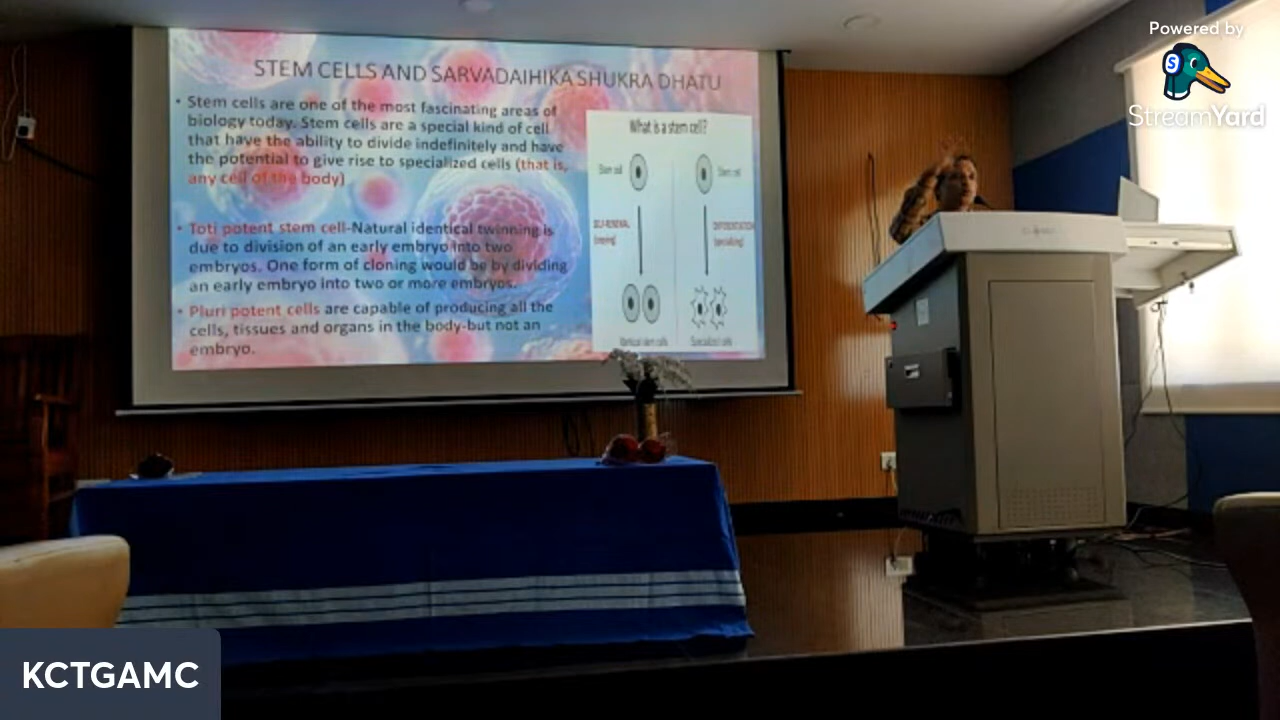 Powered by
StreamYard
STEM CELLS AND SARVADAIHIKA SHUKRA DHATU
• Stem cells are one of the most fascinating areas of
biology today. Stem cells are a special kind of cell
that have the ability to divide indefinitely and have
the potential to give rise to specialized cells (that is,
any cell of the body)
• Toti potent stem cell-Natural identical twinning is
due to division of an early embryo into two
embryos. One form of cloning would be by dividing
an early embryo into two or more embryos.
• Pluri potent cells are capable of producing all the
cells, tissues and organs in the body-but not an
embryo.
What is a stem cell?
Stem cell
Stem cell
SELF-RENEWAL
(copying)
DIFFERENTIATION
(specializing)
Identical stem cells
Specialized cells
KCTGAMC